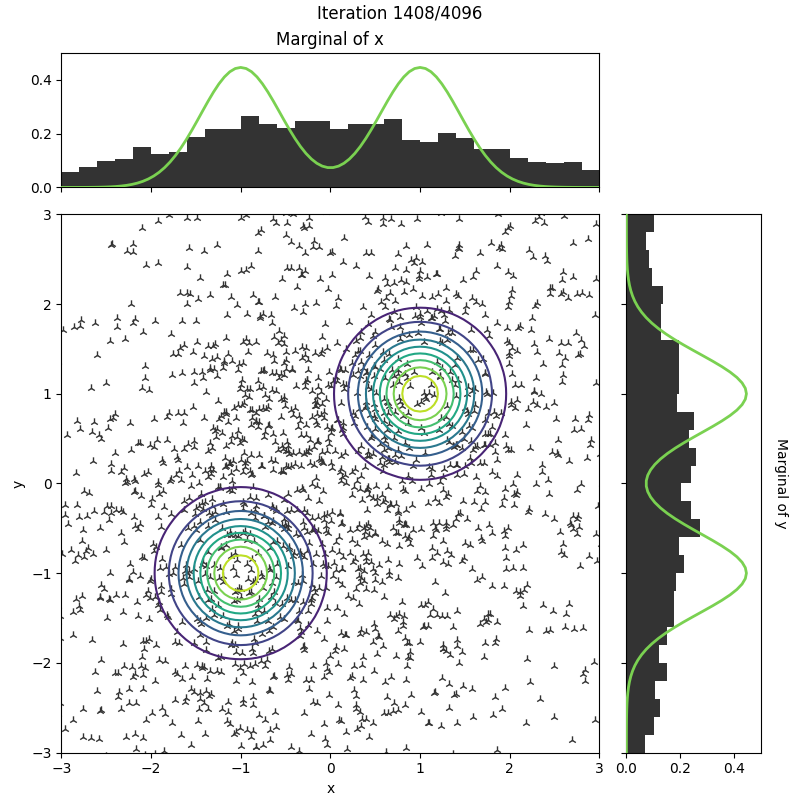 Iteration 1408/4096
Marginal of x
0.4
0.2
0.0
3
2
1
0
−1
−2
−3
y
−3 −2 −1 0 1 2 3
x
0.0 0.2 0.4
Marginal of y